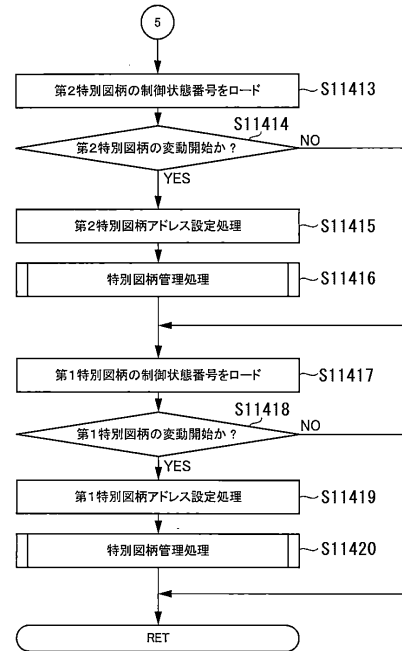 5
第2特別図柄の制御状態番号をロード
S11413
S11414
第2特別図柄の変動開始か？
NO
YES
第2特別図柄アドレス設定処理
S11415
特別図柄管理処理
S11416
第1特別図柄の制御状態番号をロード
S11417
S11418
第1特別図柄の変動開始か？
NO
YES
第1特別図柄アドレス設定処理
S11419
特別図柄管理処理
S11420
RET